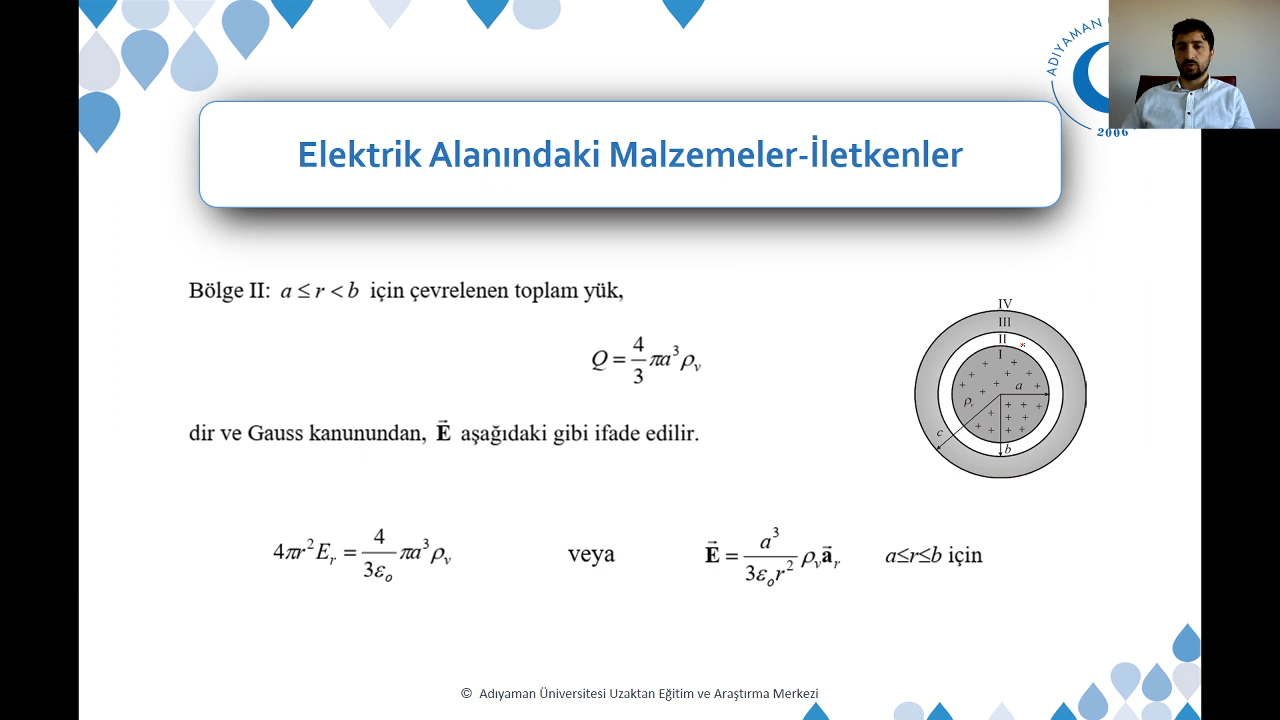 ADIYAMAN
2006
Elektrik Alanındaki Malzemeler-İletkenler
Bölge II: a ≤ r < b için çevrelenen toplam yük,
Q = 4/3 πa³ρᵥ
dir ve Gauss kanunundan, E⃗ aşağıdaki gibi ifade edilir.
4πr²Eᵣ = 4/3εₒ πa³ρᵥ veya E⃗ = a³/3εₒr² ρᵥa⃗ᵣ a≤r≤b için
IV
III
II
I
a
ρᵥ
c
b
© Adıyaman Üniversitesi Uzaktan Eğitim ve Araştırma Merkezi